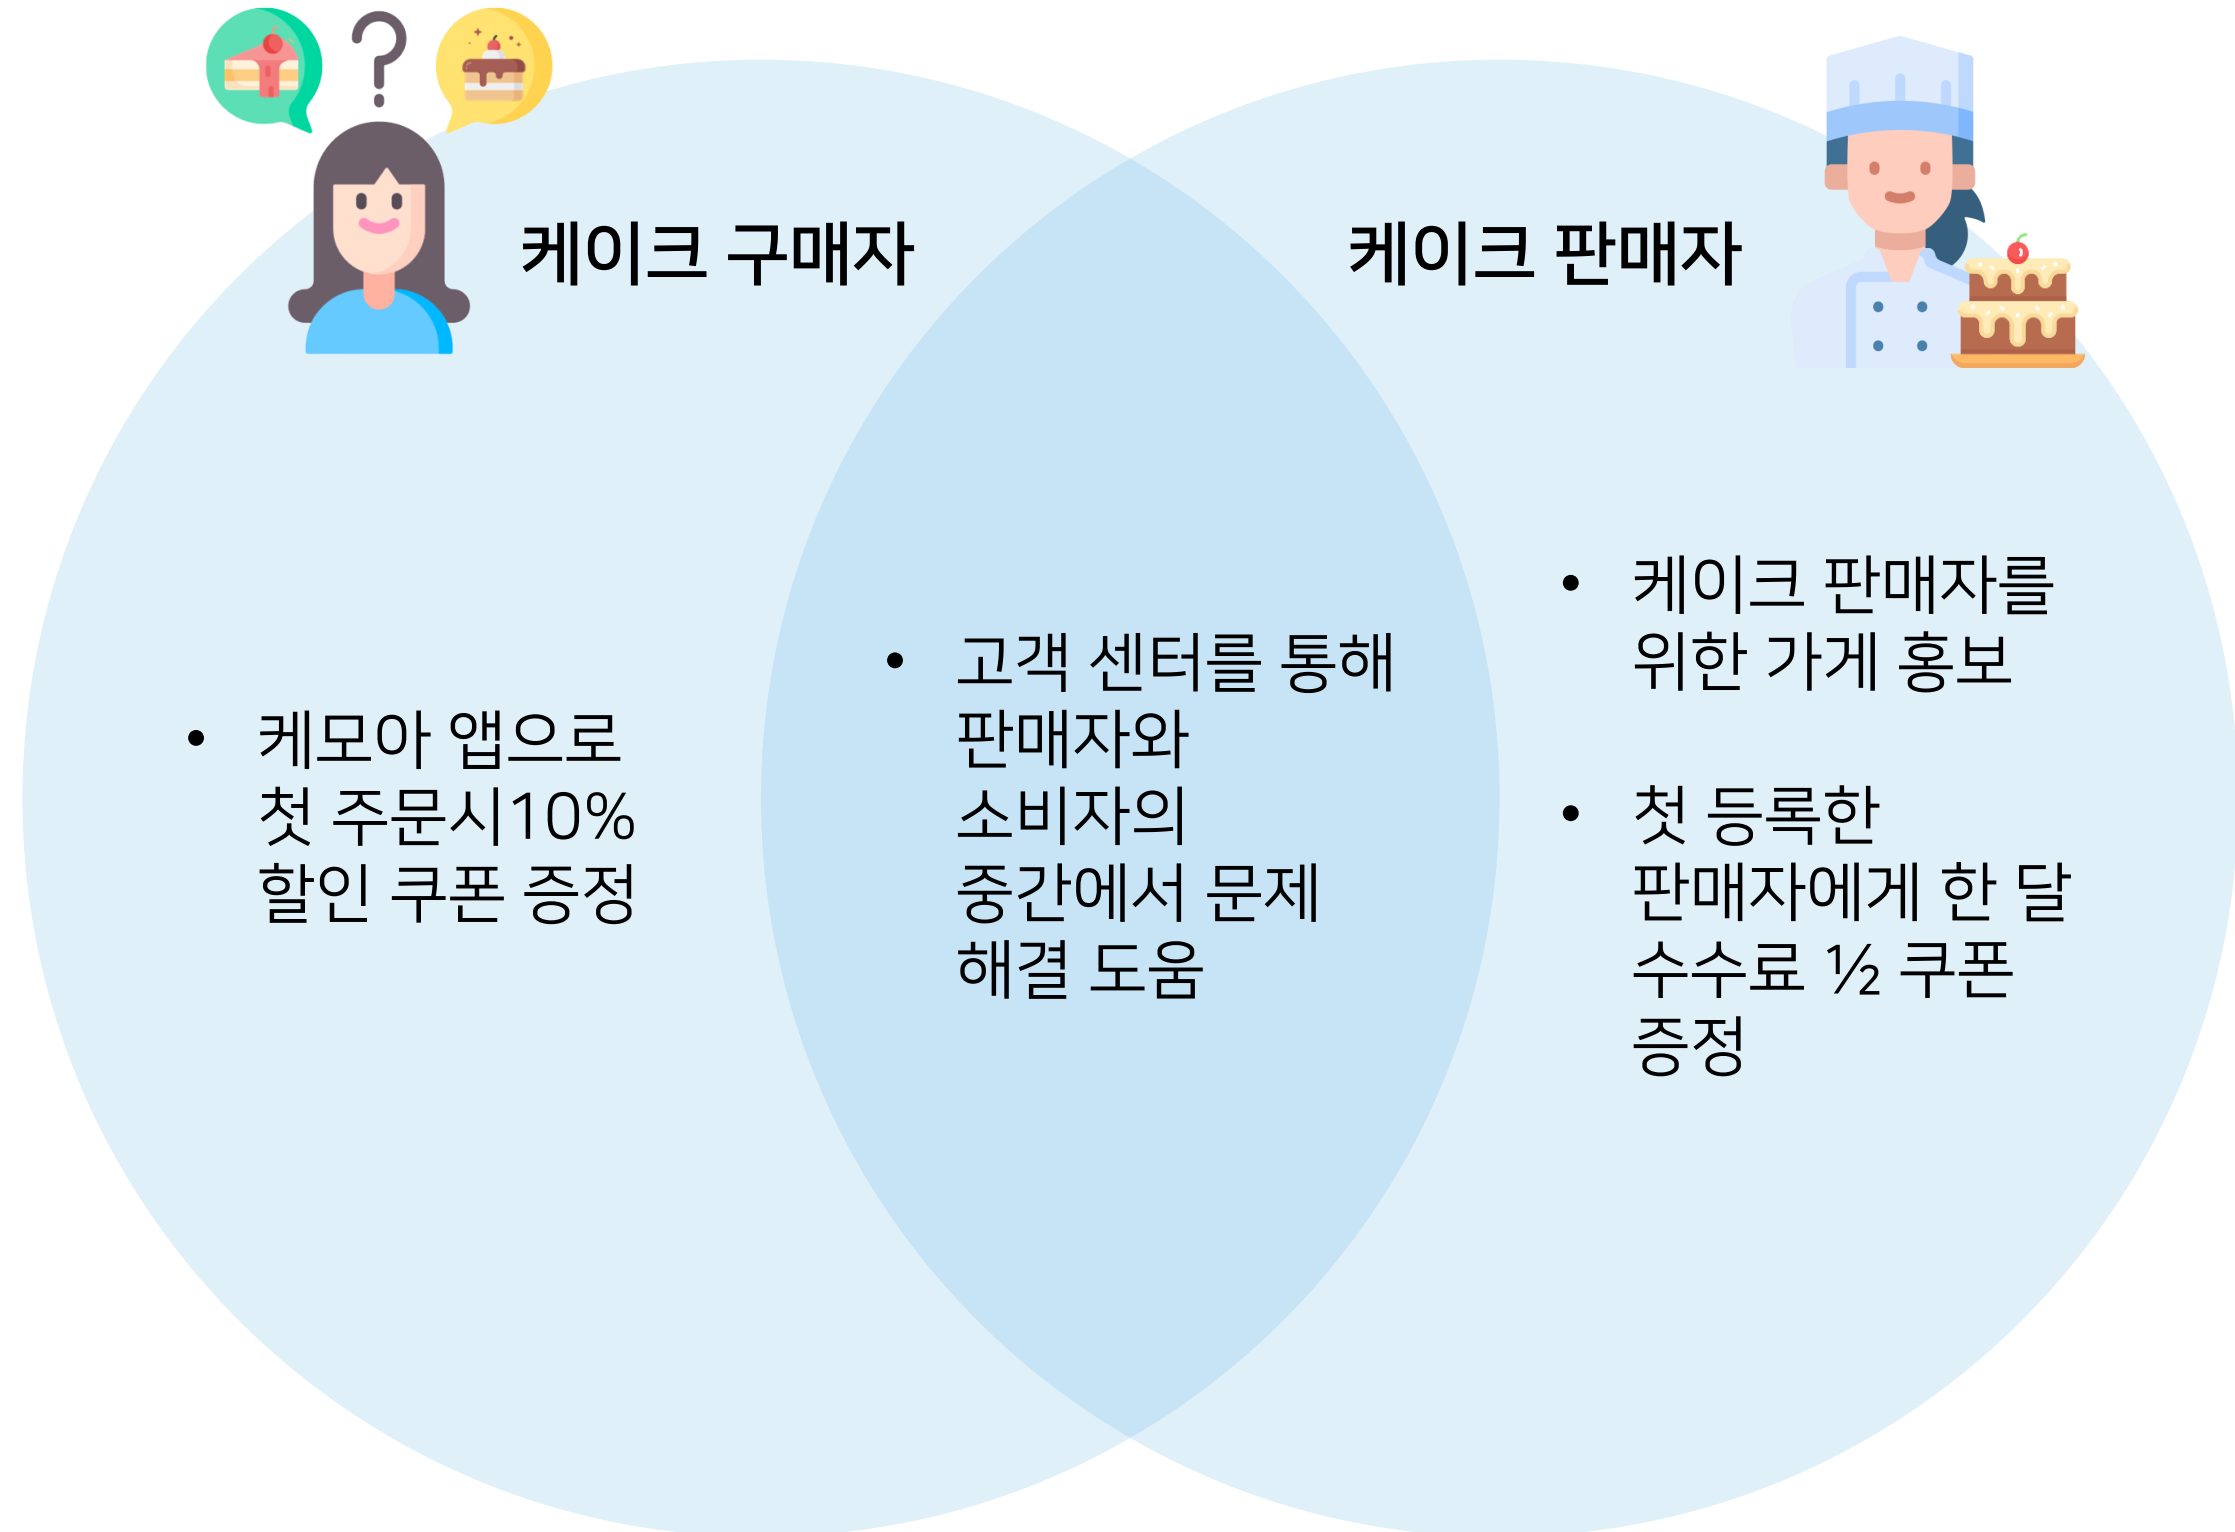 케이크 구매자
케이크 판매자
• 케모아 앱으로
첫 주문시10%
할인 쿠폰 증정
• 고객 센터를 통해
판매자와
소비자의
중간에서 문제
해결 도움
• 케이크 판매자를
위한 가게 홍보
• 첫 등록한
판매자에게 한 달
수수료 ½ 쿠폰
증정